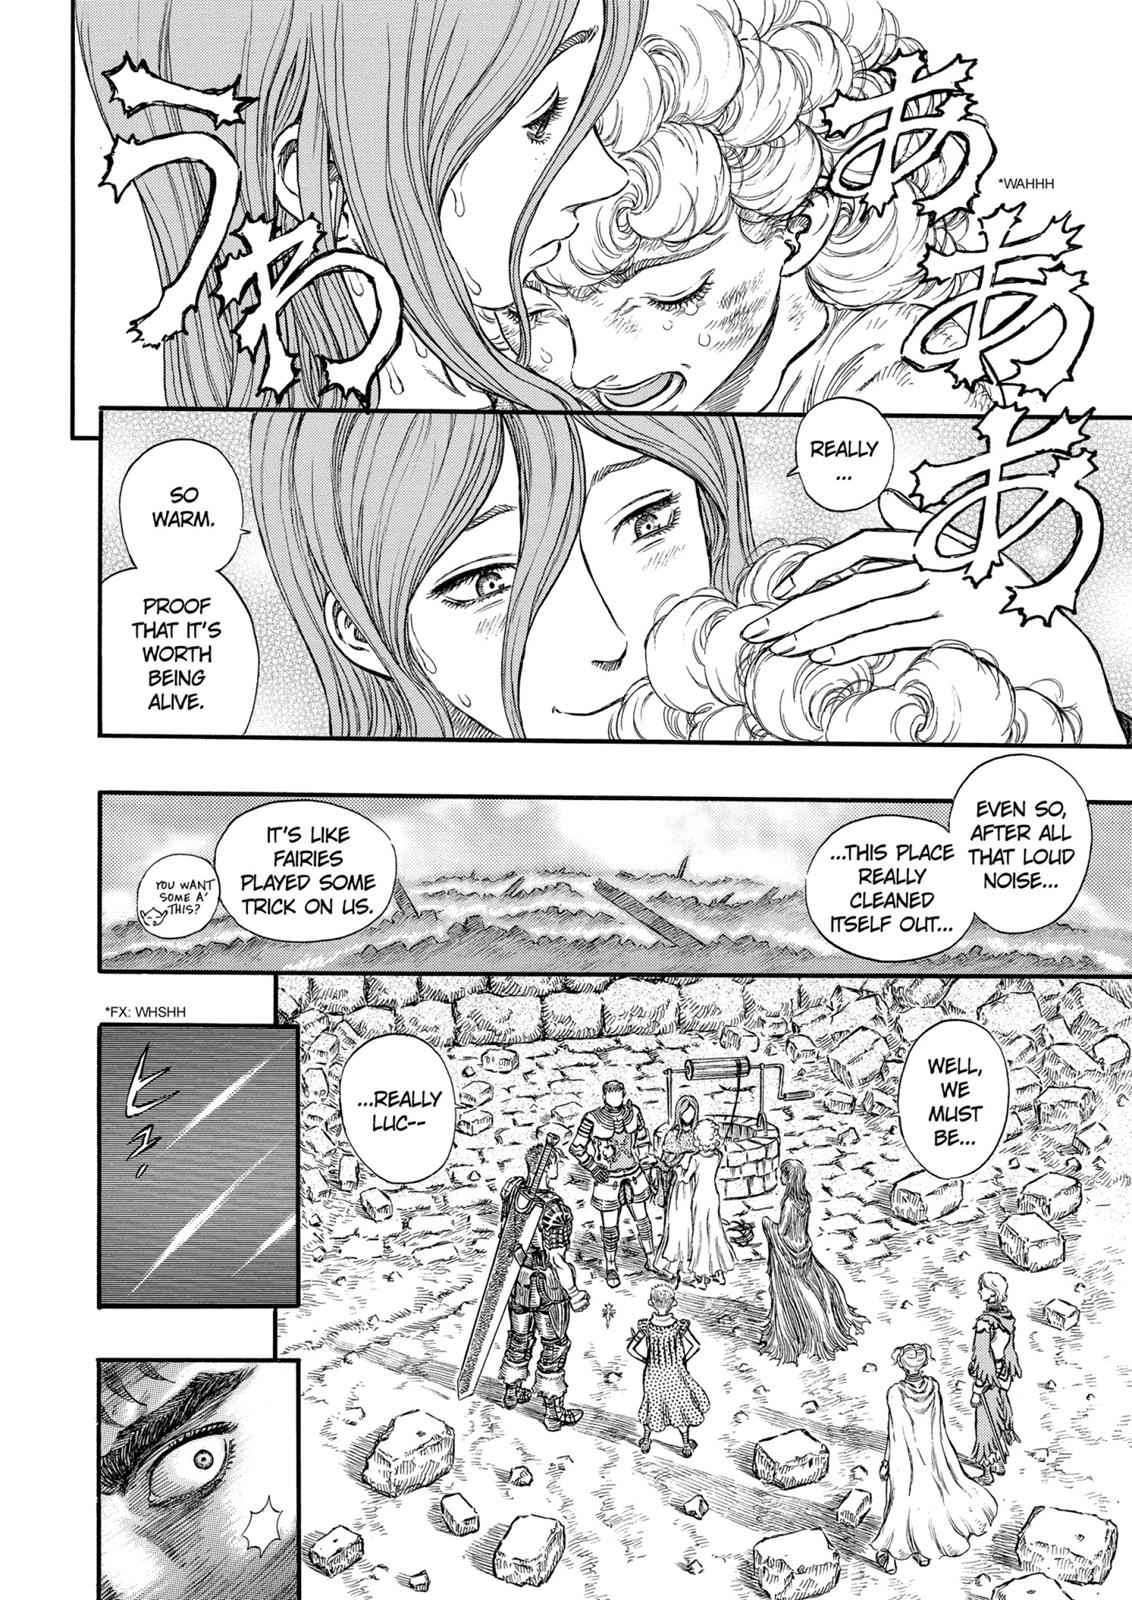 うわ
あ
あ
あ
*WAHHH
REALLY
...
SO
WARM.
PROOF
THAT IT'S
WORTH
BEING
ALIVE.
EVEN SO,
AFTER ALL
THAT LOUD
NOISE...
...THIS PLACE
REALLY
CLEANED
ITSELF OUT...
IT'S LIKE
FAIRIES
PLAYED SOME
TRICK ON US.
YOU WANT
SOME A'
THIS?
WELL,
WE
MUST
BE...
...REALLY
LUC--
*FX: WHSHH
ヒュ!